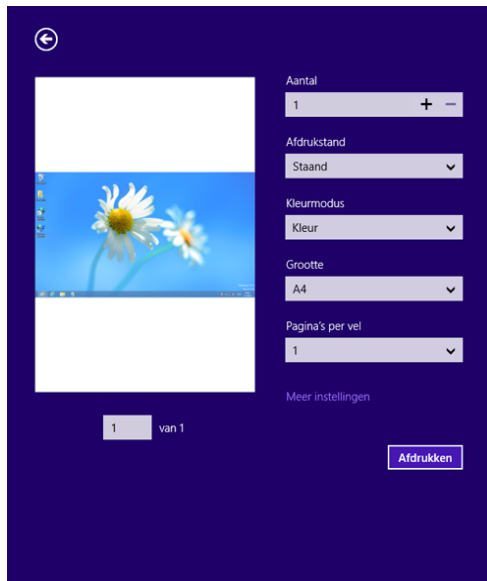 Aantal
1
Afdrukstand
Staand
Kleurmodus
Kleur
Grootte
A4
Pagina's per vel
1
Meer instellingen
1 van 1
Afdrukken